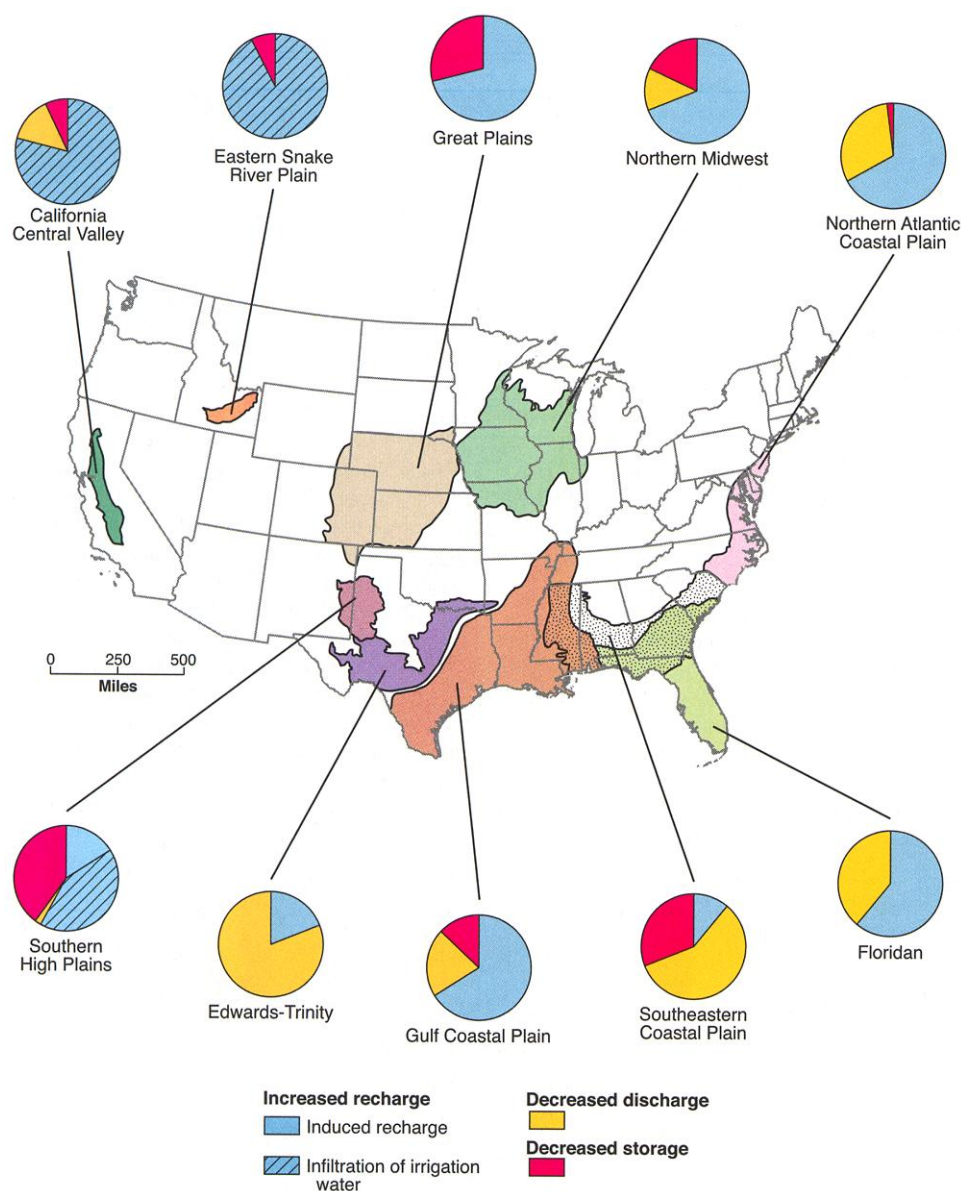 Great Plains
Northern Midwest
Eastern Snake
River Plain
California
Central Valley
Northern Atlantic
Coastal Plain
0 250 500
Miles
Southern
High Plains
Edwards-Trinity
Gulf Coastal Plain
Southeastern
Coastal Plain
Floridan
Increased recharge
Induced recharge
Infiltration of irrigation
water
Decreased discharge
Decreased storage